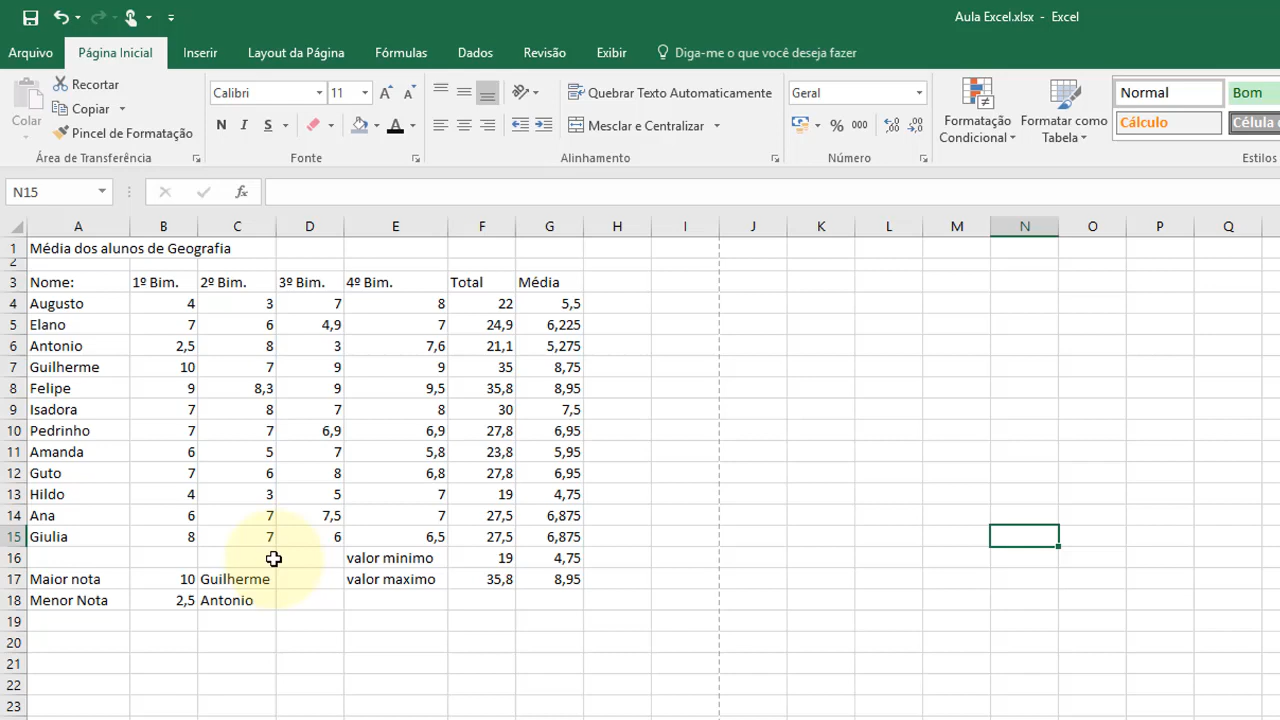 Aula Excel.xlsx - Excel
Arquivo Página Inicial Inserir Layout da Página Fórmulas Dados Revisão Exibir Diga-me o que você deseja fazer
Colar
Recortar
Copiar
Pincel de Formatação
Área de Transferência
Calibri 11
N I S
Fonte
Quebrar Texto Automaticamente
Mesclar e Centralizar
Alinhamento
Geral
% 000
Número
Formatação Condicional
Formatar como Tabela
Normal Bom
Cálculo Célula
Estilos
N15 fx
A B C D E F G H I J K L M N O P Q
1 Média dos alunos de Geografia
2
3 Nome: 1º Bim. 2º Bim. 3º Bim. 4º Bim. Total Média
4 Augusto 4 3 7 8 22 5,5
5 Elano 7 6 4,9 7 24,9 6,225
6 Antonio 2,5 8 3 7,6 21,1 5,275
7 Guilherme 10 7 9 9 35 8,75
8 Felipe 9 8,3 9 9,5 35,8 8,95
9 Isadora 7 8 7 8 30 7,5
10 Pedrinho 7 7 6,9 6,9 27,8 6,95
11 Amanda 6 5 7 5,8 23,8 5,95
12 Guto 7 6 8 6,8 27,8 6,95
13 Hildo 4 3 5 7 19 4,75
14 Ana 6 7 7,5 7 27,5 6,875
15 Giulia 8 7 6 6,5 27,5 6,875
16 valor minimo 19 4,75
17 Maior nota 10 Guilherme valor maximo 35,8 8,95
18 Menor Nota 2,5 Antonio
19
20
21
22
23